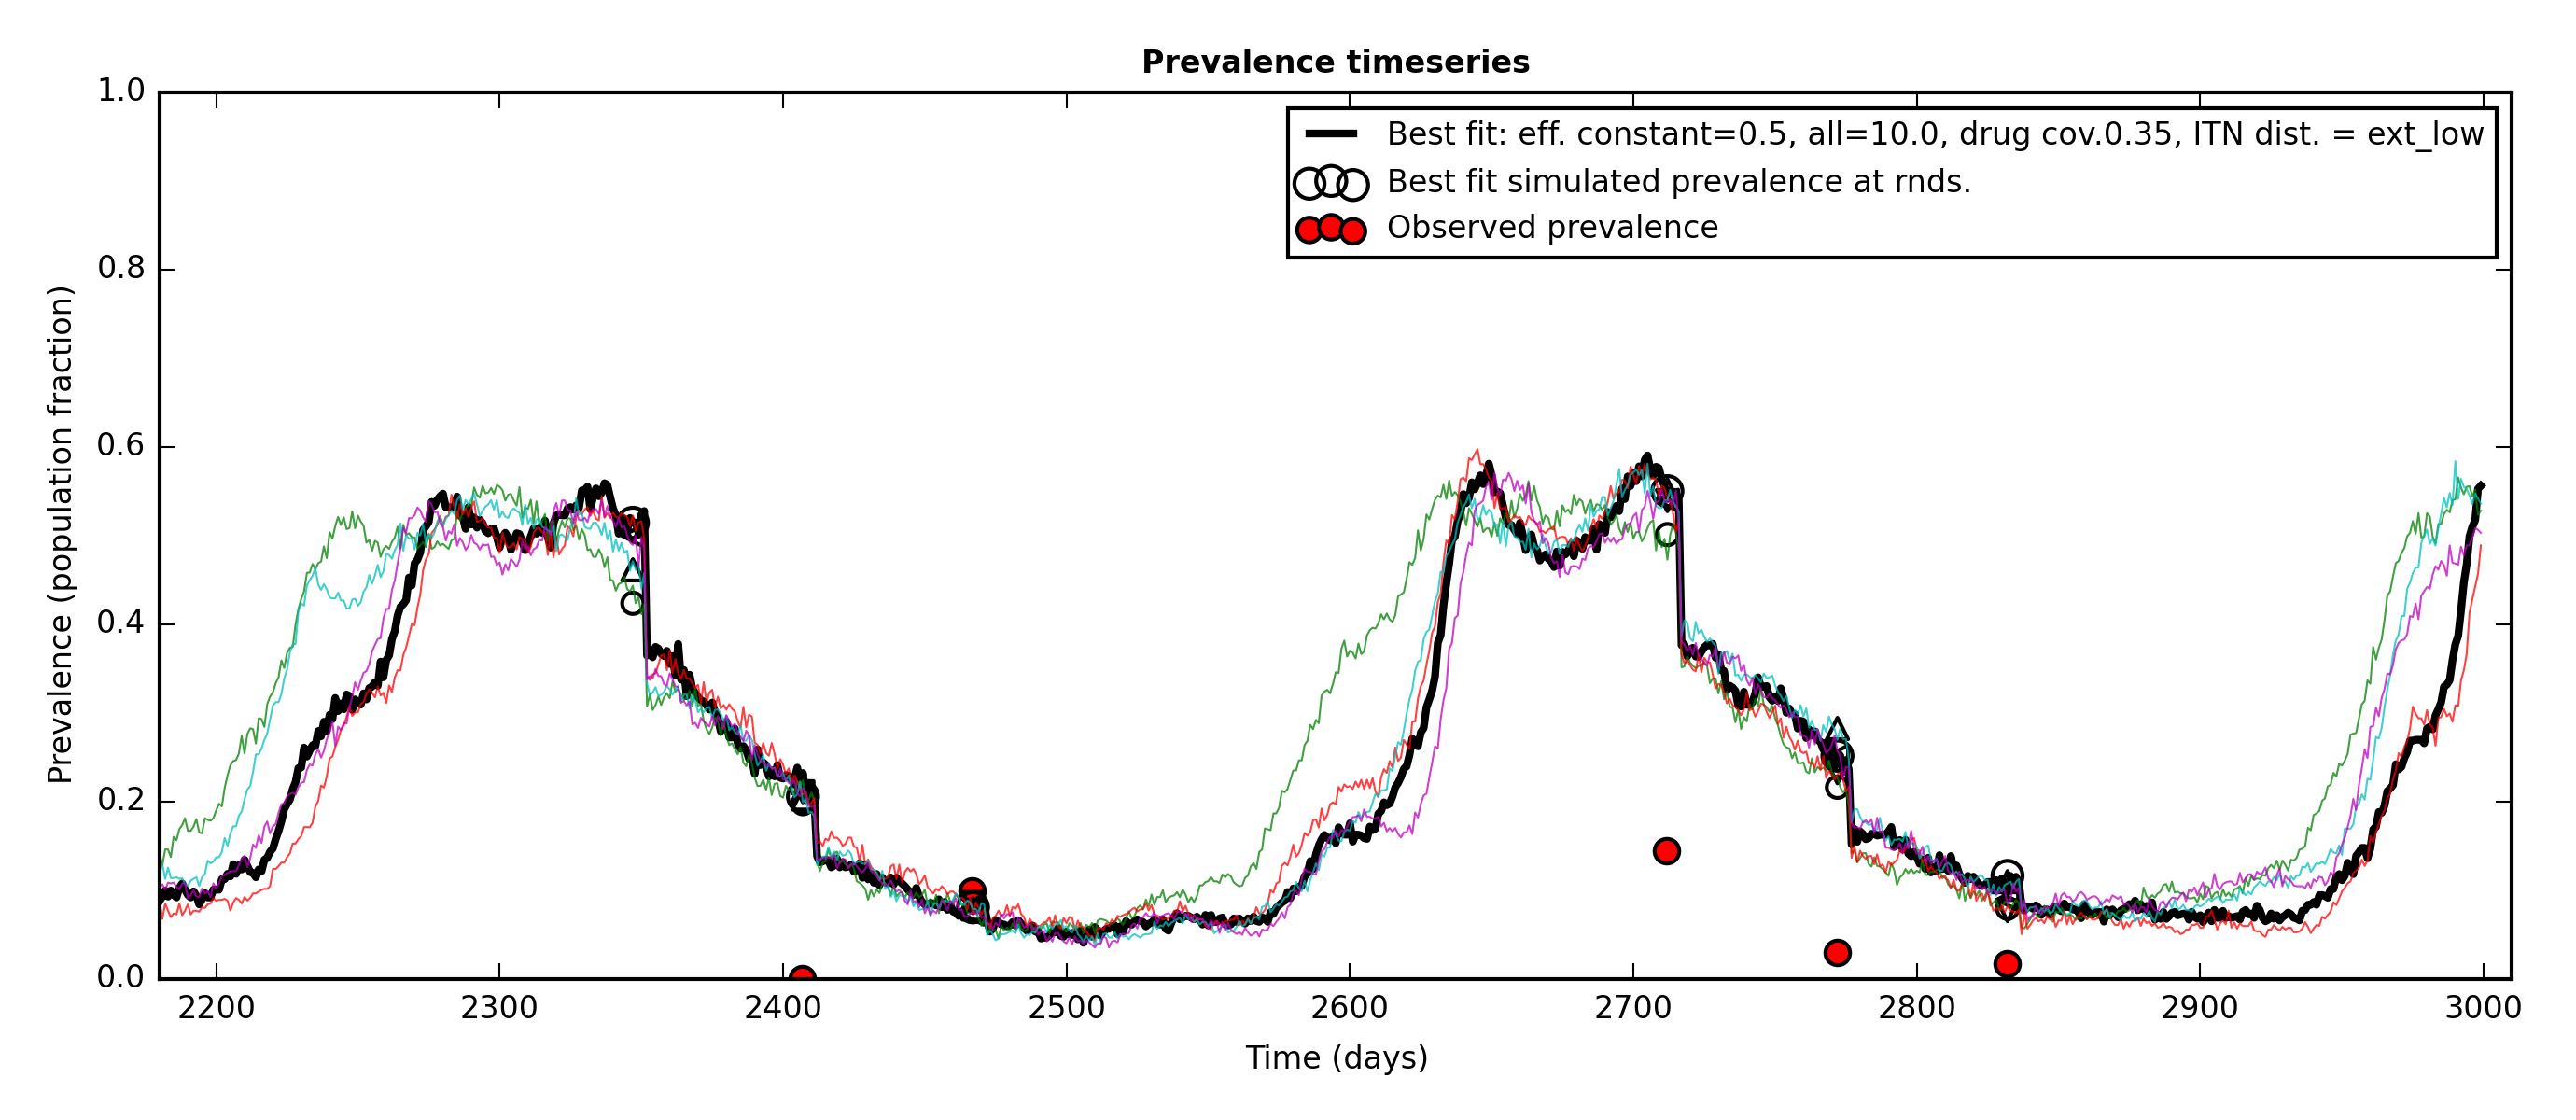 Prevalence timeseries
Best fit: eff. constant=0.5, all=10.0, drug cov.0.35, ITN dist. = ext_low
Best fit simulated prevalence at rnds.
Observed prevalence
Prevalence (population fraction)
1.0
0.8
0.6
0.4
0.2
0.0
2200 2300 2400 2500 2600 2700 2800 2900 3000
Time (days)